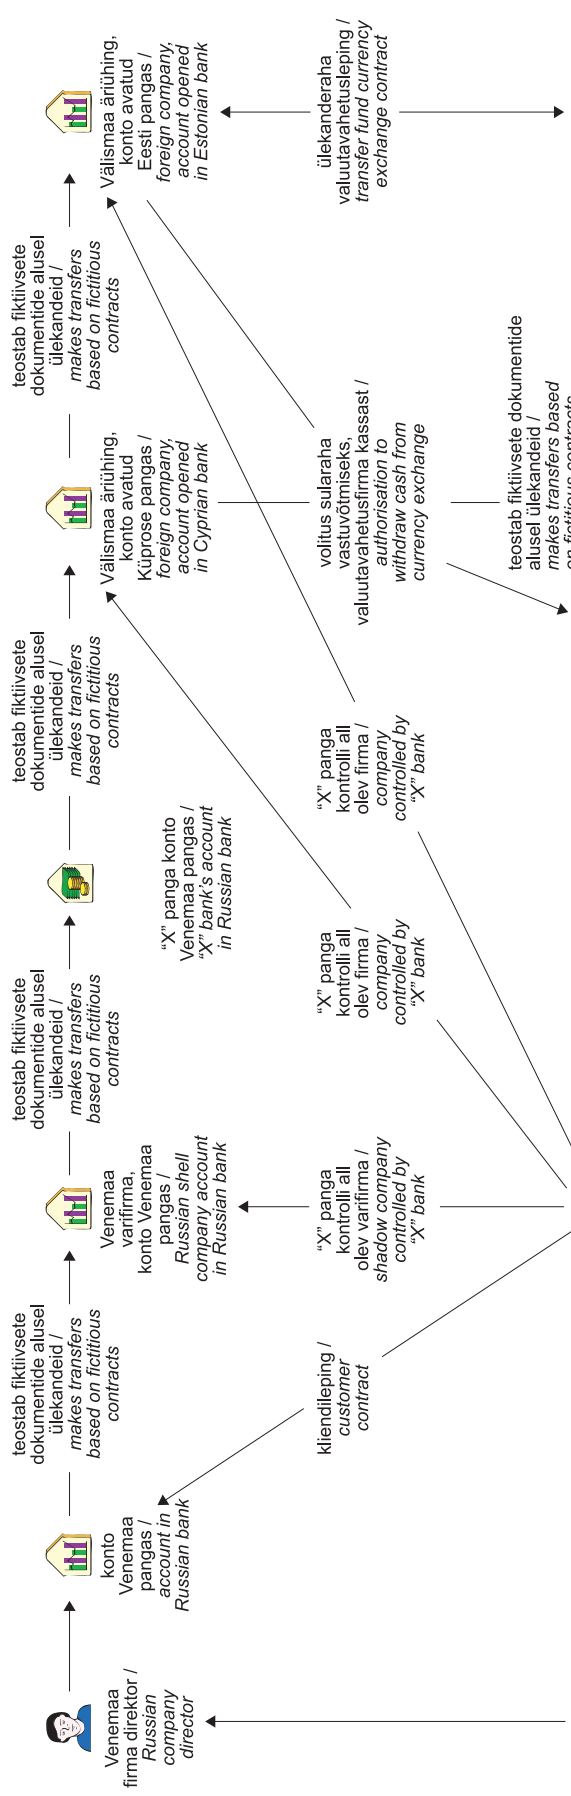 teostab fiktiivsete
dokumentide alusel
ülekandeid /
makes transfers
based on fictitious
contracts
teostab fiktiivsete
dokumentide alusel
ülekandeid /
makes transfers
based on fictitious
contracts
teostab fiktiivsete
dokumentide alusel
ülekandeid /
makes transfers
based on fictitious
contracts
teostab fiktiivsete
dokumentide alusel
ülekandeid /
makes transfers
based on fictitious
contracts
Venemaa
firma direktor /
Russian
company
director
konto
Venemaa
pangas /
account in
Russian bank
Venemaa
varifirma,
konto Venemaa
pangas /
Russian shell
company account
in Russian bank
“X” panga konto
Venemaa pangas /
“X” bank’s account
in Russian bank
Välismaa äriühing,
konto avatud
Küprose pangas /
foreign company,
account opened
in Cyprian bank
Välismaa äriühing,
konto avatud
Eesti pangas /
foreign company,
account opened
in Estonian bank
kliendileping /
customer
contract
“X” panga
kontrolli all
olev varifirma /
shadow company
controlled by
“X” bank
“X” panga
kontrolli all
olev firma /
company
controlled by
“X” bank
“X” panga
kontrolli all
olev firma /
company
controlled by
“X” bank
volitus sularaha
vastuvõtmiseks,
valuutavahetusfirma kassast /
authorisation to
withdraw cash from
currency exchange
ülekanderaha
valuutavahetusleping /
transfer fund currency
exchange contract
teostab fiktiivsete dokumentide
alusel ülekandeid /
makes transfers based
on fictitious contracts